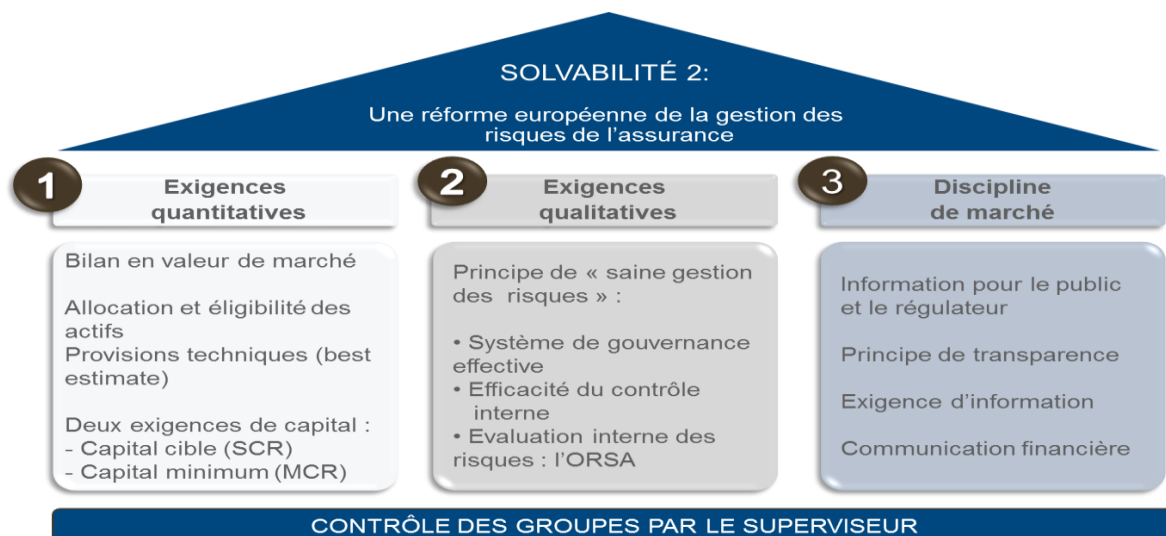 SOLVABILITÉ 2:
Une réforme européenne de la gestion des
risques de l'assurance
1
Exigences
quantitatives
Bilan en valeur de marché
Allocation et éligibilité des
actifs
Provisions techniques (best
estimate)
Deux exigences de capital :
- Capital cible (SCR)
- Capital minimum (MCR)
2
Exigences
qualitatives
Principe de « saine gestion
des risques » :
• Système de gouvernance
effective
• Efficacité du contrôle
interne
• Evaluation interne des
risques : l'ORSA
3
Discipline
de marché
Information pour le public
et le régulateur
Principe de transparence
Exigence d'information
Communication financière
CONTRÔLE DES GROUPES PAR LE SUPERVISEUR